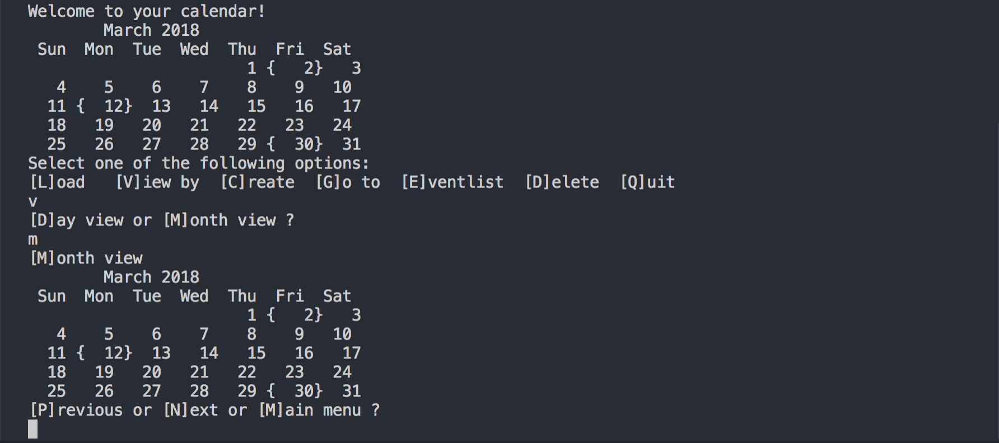 Welcome to your calendar!
        March 2018
 Sun  Mon  Tue  Wed  Thu  Fri  Sat
                       1 {   2}   3
   4    5    6    7    8    9   10
  11 {  12}  13   14   15   16   17
  18   19   20   21   22   23   24
  25   26   27   28   29 {  30}  31
Select one of the following options:
[L]oad   [V]iew by  [C]reate  [G]o to  [E]ventlist  [D]elete  [Q]uit
v
[D]ay view or [M]onth view ?
m
[M]onth view
        March 2018
 Sun  Mon  Tue  Wed  Thu  Fri  Sat
                       1 {   2}   3
   4    5    6    7    8    9   10
  11 {  12}  13   14   15   16   17
  18   19   20   21   22   23   24
  25   26   27   28   29 {  30}  31
[P]revious or [N]ext or [M]ain menu ?